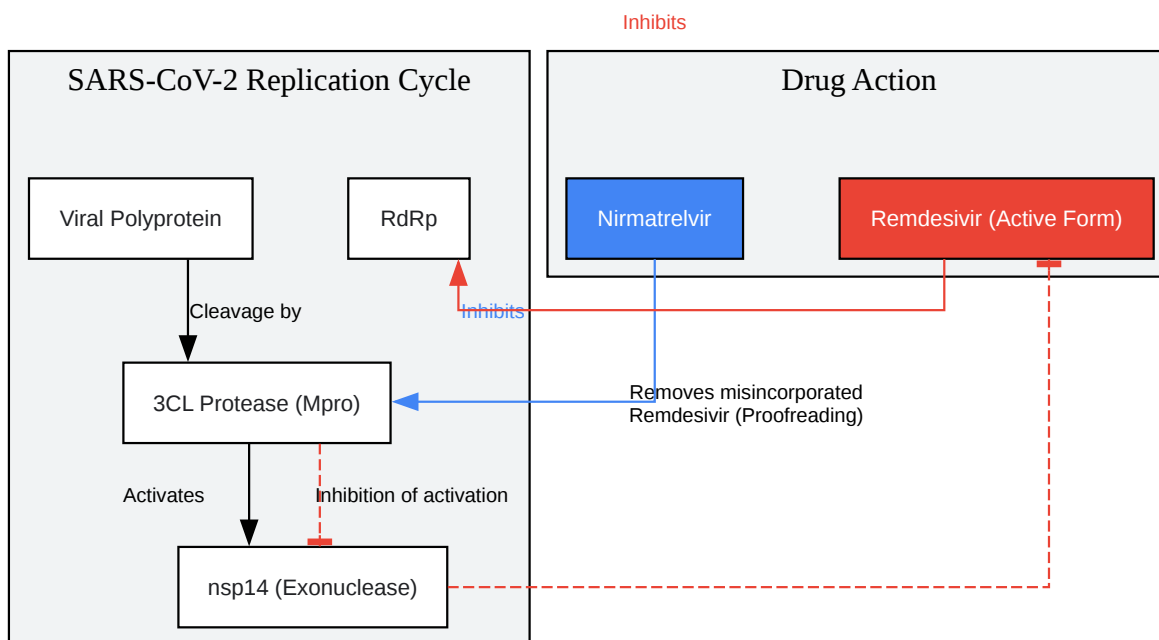 Inhibits
SARS-CoV-2 Replication Cycle
Drug Action
Viral Polyprotein
RdRp
Nirmatrelvir
Remdesivir (Active Form)
Cleavage by
Inhibits
3CL Protease (Mpro)
Removes misincorporated
Remdesivir (Proofreading)
Activates
Inhibition of activation
nsp14 (Exonuclease)